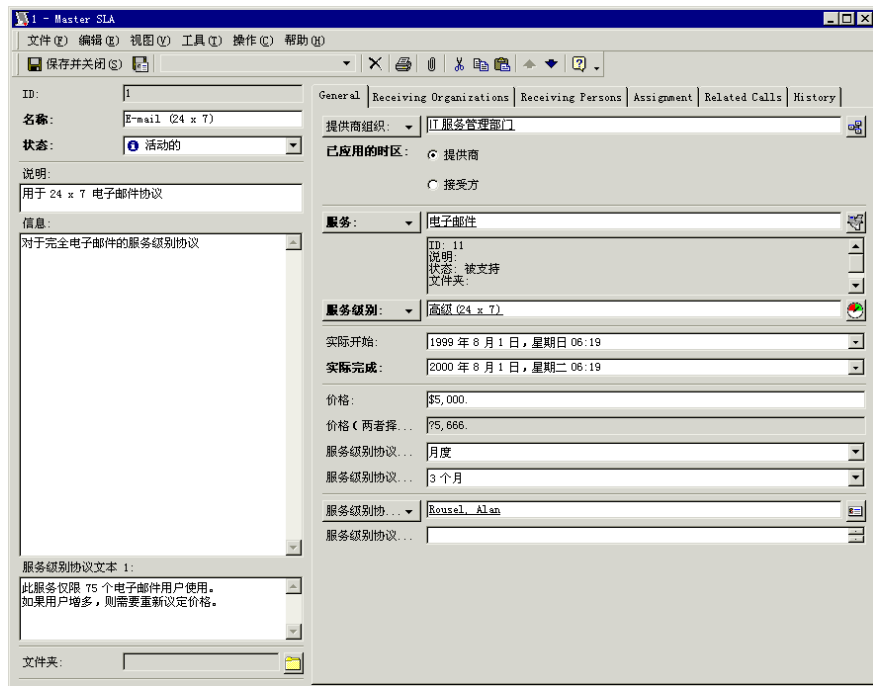 1 - Master SLA
文件(F) 编辑(E) 视图(V) 工具(T) 操作(C) 帮助(H)
保存并关闭(S)
ID: 1
名称: E-mail (24 x 7)
状态: 活动的
说明:
用于 24 x 7 电子邮件协议
信息:
对于完全电子邮件的服务级别协议
服务级别协议文本 1:
此服务仅限 75 个电子邮件用户使用。
如果用户增多，则需要重新议定价格。
文件夹:
General Receiving Organizations Receiving Persons Assignment Related Calls History
提供商组织: IT 服务管理部门
已应用的时区: 提供商
接受方
服务: 电子邮件
ID: 11
说明:
状态: 被支持
文件夹:
服务级别: 高级 (24 x 7)
实际开始: 1999 年 8 月 1 日，星期日 06:19
实际完成: 2000 年 8 月 1 日，星期二 06:19
价格: $5,000.
价格（两者择... ?5,666.
服务级别协议... 月度
服务级别协议... 3 个月
服务级别协... Rousel, Alan
服务级别协议...